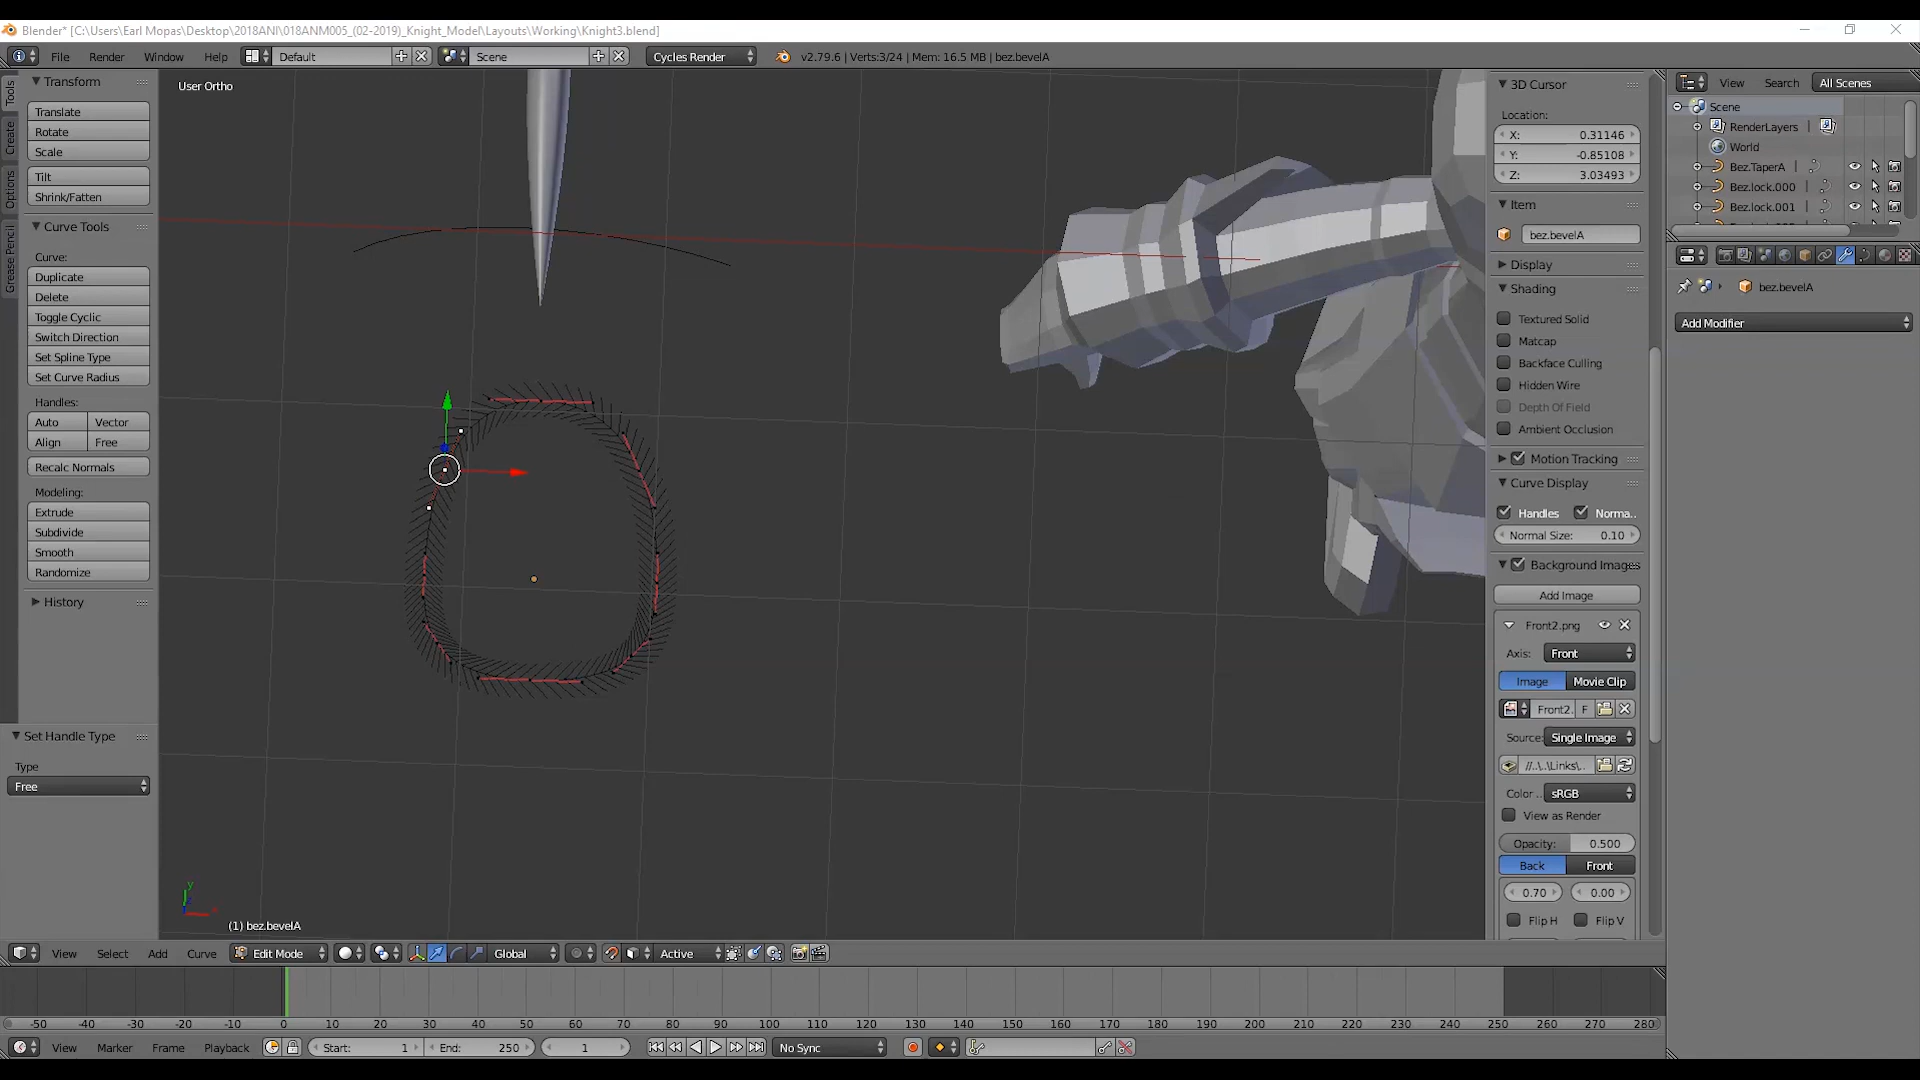 Blender* [C:\Users\Earl Mopas\Desktop\2018ANI\018ANM005_(02-2019)_Knight_Model\Layouts\Working\Knight3.blend]
File Render Window Help Default Scene Cycles Render v2.79.6 | Verts:3/24 | Mem: 16.5 MB | bez.bevelA
Tools
Create
Options
Grease Pencil
Transform
Translate
Rotate
Scale
Tilt
Shrink/Fatten
Curve Tools
Curve:
Duplicate
Delete
Toggle Cyclic
Switch Direction
Set Spline Type
Set Curve Radius
Handles:
Auto Vector
Align Free
Recalc Normals
Modeling:
Extrude
Subdivide
Smooth
Randomize
History
Set Handle Type
Type
Free
User Ortho
y
(1) bez.bevelA
3D Cursor
Location:
X: 0.31146
Y: -0.85108
Z: 3.03493
Item
bez.bevelA
Display
Shading
Textured Solid
Matcap
Backface Culling
Hidden Wire
Depth Of Field
Ambient Occlusion
Motion Tracking
Curve Display
Handles Norma..
Normal Size: 0.10
Background Images
Add Image
Front2.png
Axis: Front
Image Movie Clip
Front2. F
Source: Single Image
//..\..\Links\..
Color .. sRGB
View as Render
Opacity: 0.500
Back Front
0.70 0.00
Flip H Flip V
View Search All Scenes
Scene
RenderLayers
World
Bez.TaperA
Bez.lock.000
Bez.lock.001
bez.bevelA
Add Modifier
View Select Add Curve Edit Mode Global Active
-50 -40 -30 -20 -10 0 10 20 30 40 50 60 70 80 90 100 110 120 130 140 150 160 170 180 190 200 210 220 230 240 250 260 270 280
View Marker Frame Playback Start: 1 End: 250 1 No Sync